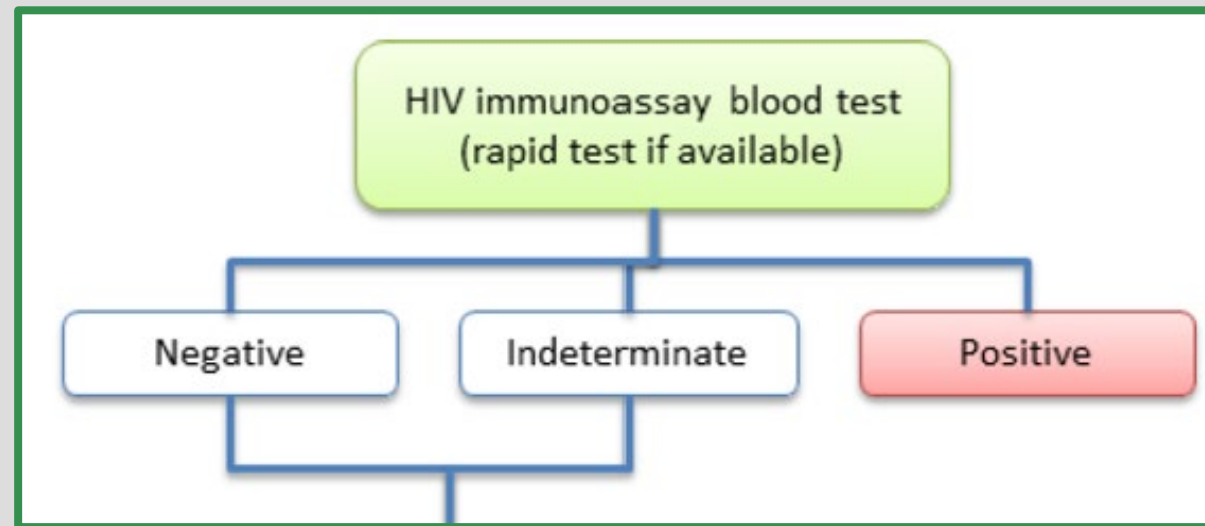 HIV immunoassay blood test
(rapid test if available)
Negative
Indeterminate
Positive